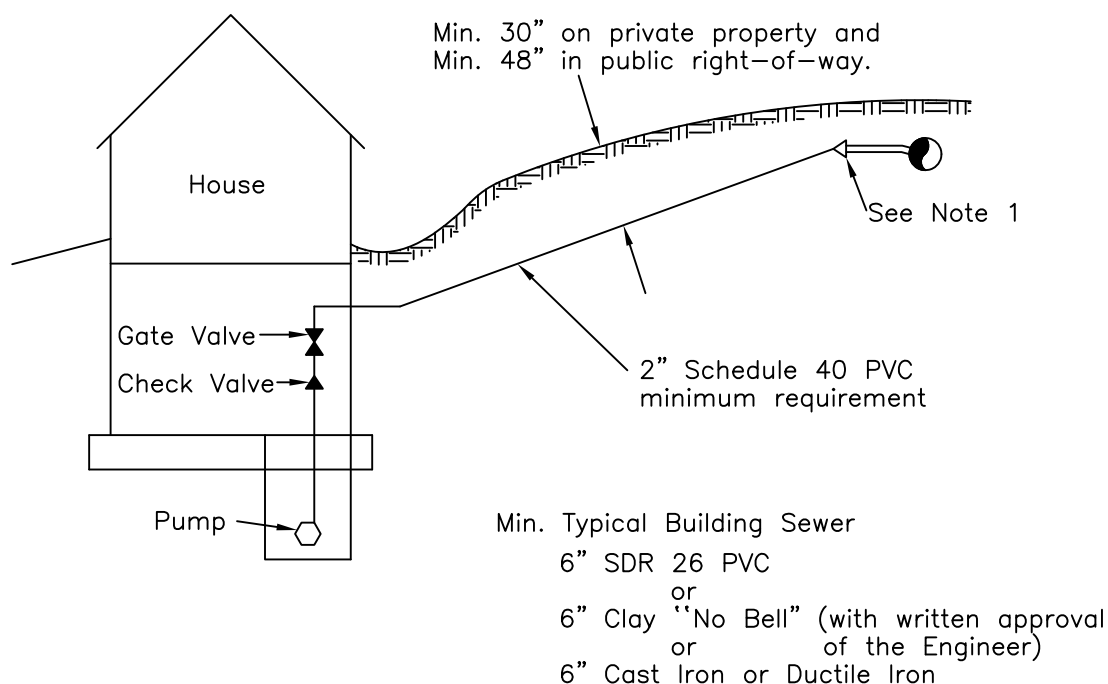 Min. 30” on private property and
Min. 48” in public right-of-way.
House
See Note 1
Gate Valve
Check Valve
2” Schedule 40 PVC
minimum requirement
Pump
Min. Typical Building Sewer
6” SDR 26 PVC
or
6” Clay “No Bell” (with written approval
or of the Engineer)
6” Cast Iron or Ductile Iron